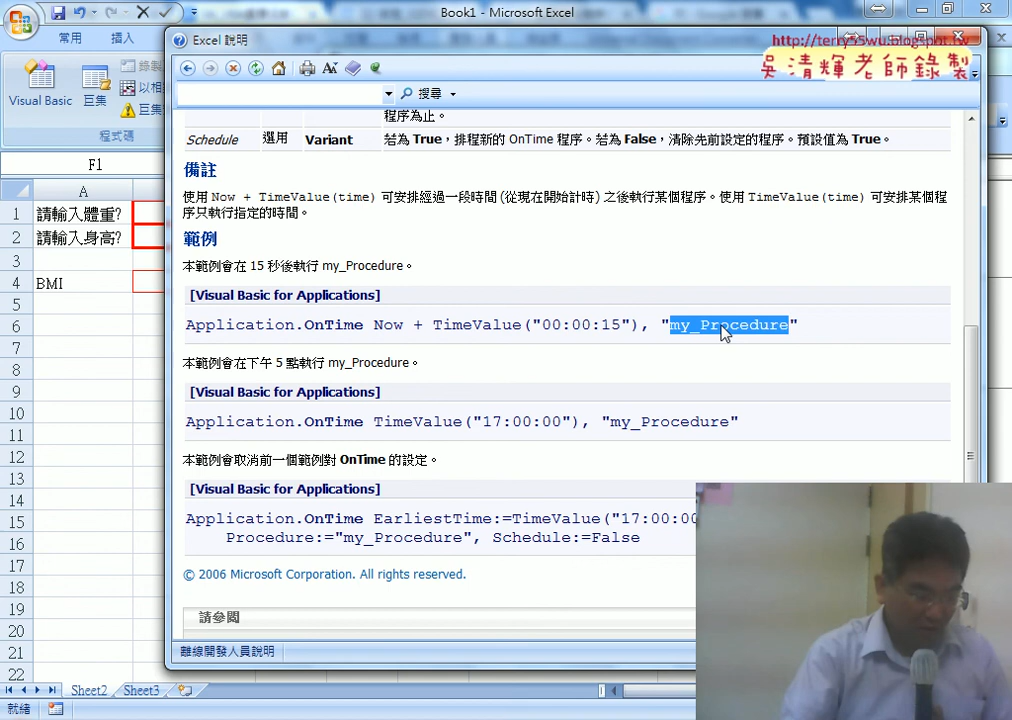 Book1 - Microsoft Excel
常用
插入
Excel 說明
http://terry55wu.blogspot.tw
吳清輝老師錄製
Visual Basic
巨集
錄製
以相
巨集
程式碼
搜尋
F1
A
1 請輸入體重?
2 請輸入身高?
3
4 BMI
5
6
7
8
9
10
11
12
13
14
15
16
17
18
19
20
21
22
程序為止。
Schedule 選用 Variant 若為 True，排程新的 OnTime 程序。若為 False，清除先前設定的程序。預設值為 True。
備註
使用 Now + TimeValue(time) 可安排經過一段時間 (從現在開始計時) 之後執行某個程序。使用 TimeValue(time) 可安排某個程
序只執行指定的時間。
範例
本範例會在 15 秒後執行 my_Procedure。
[Visual Basic for Applications]
Application.OnTime Now + TimeValue("00:00:15"), "my_Procedure"
本範例會在下午 5 點執行 my_Procedure。
[Visual Basic for Applications]
Application.OnTime TimeValue("17:00:00"), "my_Procedure"
本範例會取消前一個範例對 OnTime 的設定。
[Visual Basic for Applications]
Application.OnTime EarliestTime:=TimeValue("17:00:00
Procedure:="my_Procedure", Schedule:=False
© 2006 Microsoft Corporation. All rights reserved.
請參閱
離線開發人員說明
Sheet2 Sheet3
就緒